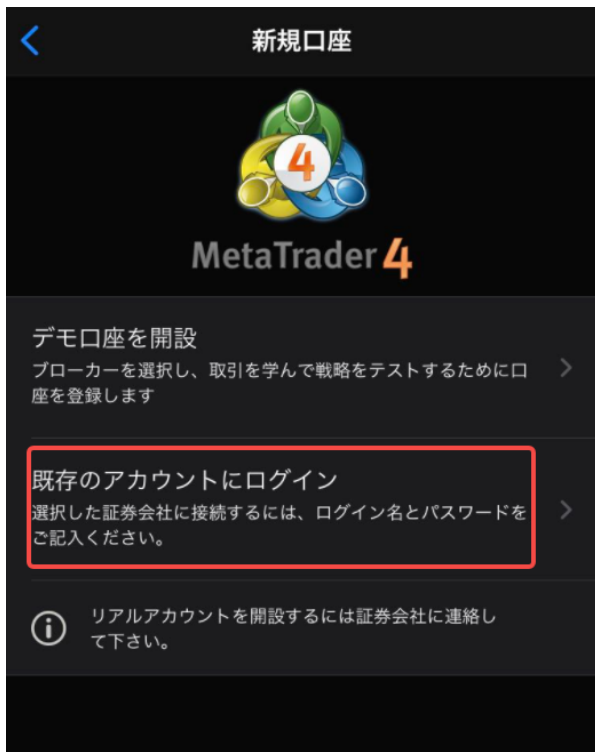 新規口座
4
MetaTrader 4
デモ口座を開設
ブローカーを選択し、取引を学んで戦略をテストするために口
座を登録します
既存のアカウントにログイン
選択した証券会社に接続するには、ログイン名とパスワードを
ご記入ください。
リアルアカウントを開設するには証券会社に連絡し
て下さい。